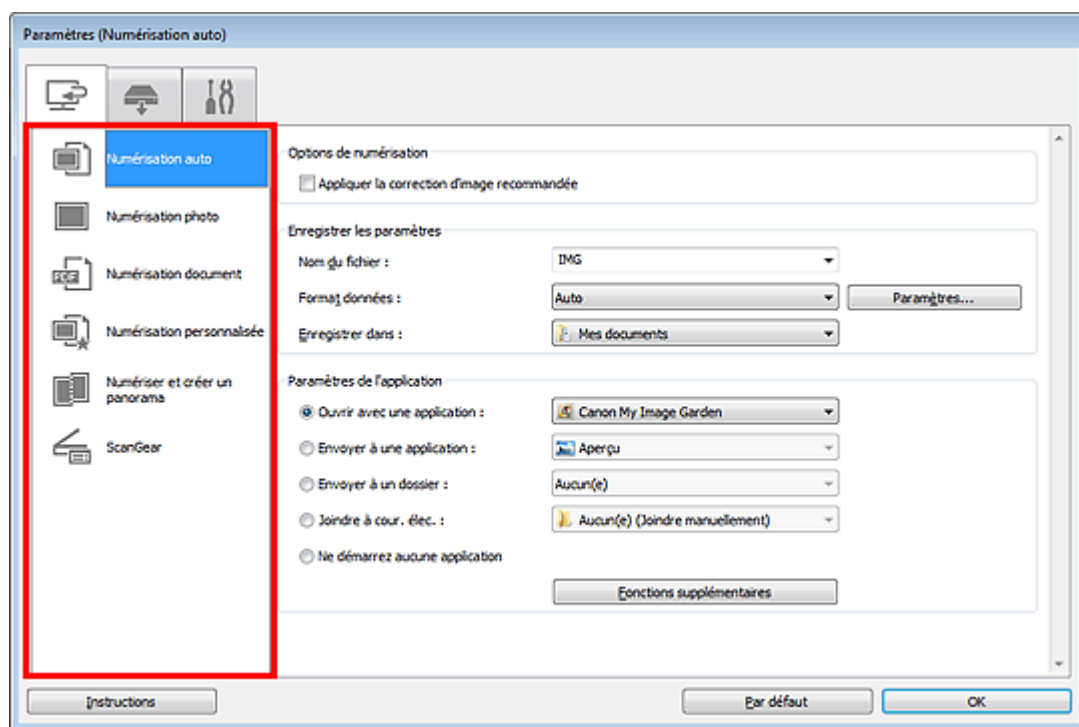 Paramètres (Numérisation auto)
Numérisation auto
Numérisation photo
PDF
Numérisation document
Numérisation personnalisée
Numériser et créer un
panorama
ScanGear
Options de numérisation
Appliquer la correction d'image recommandée
Enregistrer les paramètres
Nom du fichier : IMG
Format données : Auto Paramètres...
Enregistrer dans : Mes documents
Paramètres de l'application
Ouvrir avec une application : Canon My Image Garden
Envoyer à une application : Aperçu
Envoyer à un dossier : Aucun(e)
Joindre à cour. élec. : Aucun(e) (Joindre manuellement)
Ne démarrez aucune application
Fonctions supplémentaires
Instructions Par défaut OK